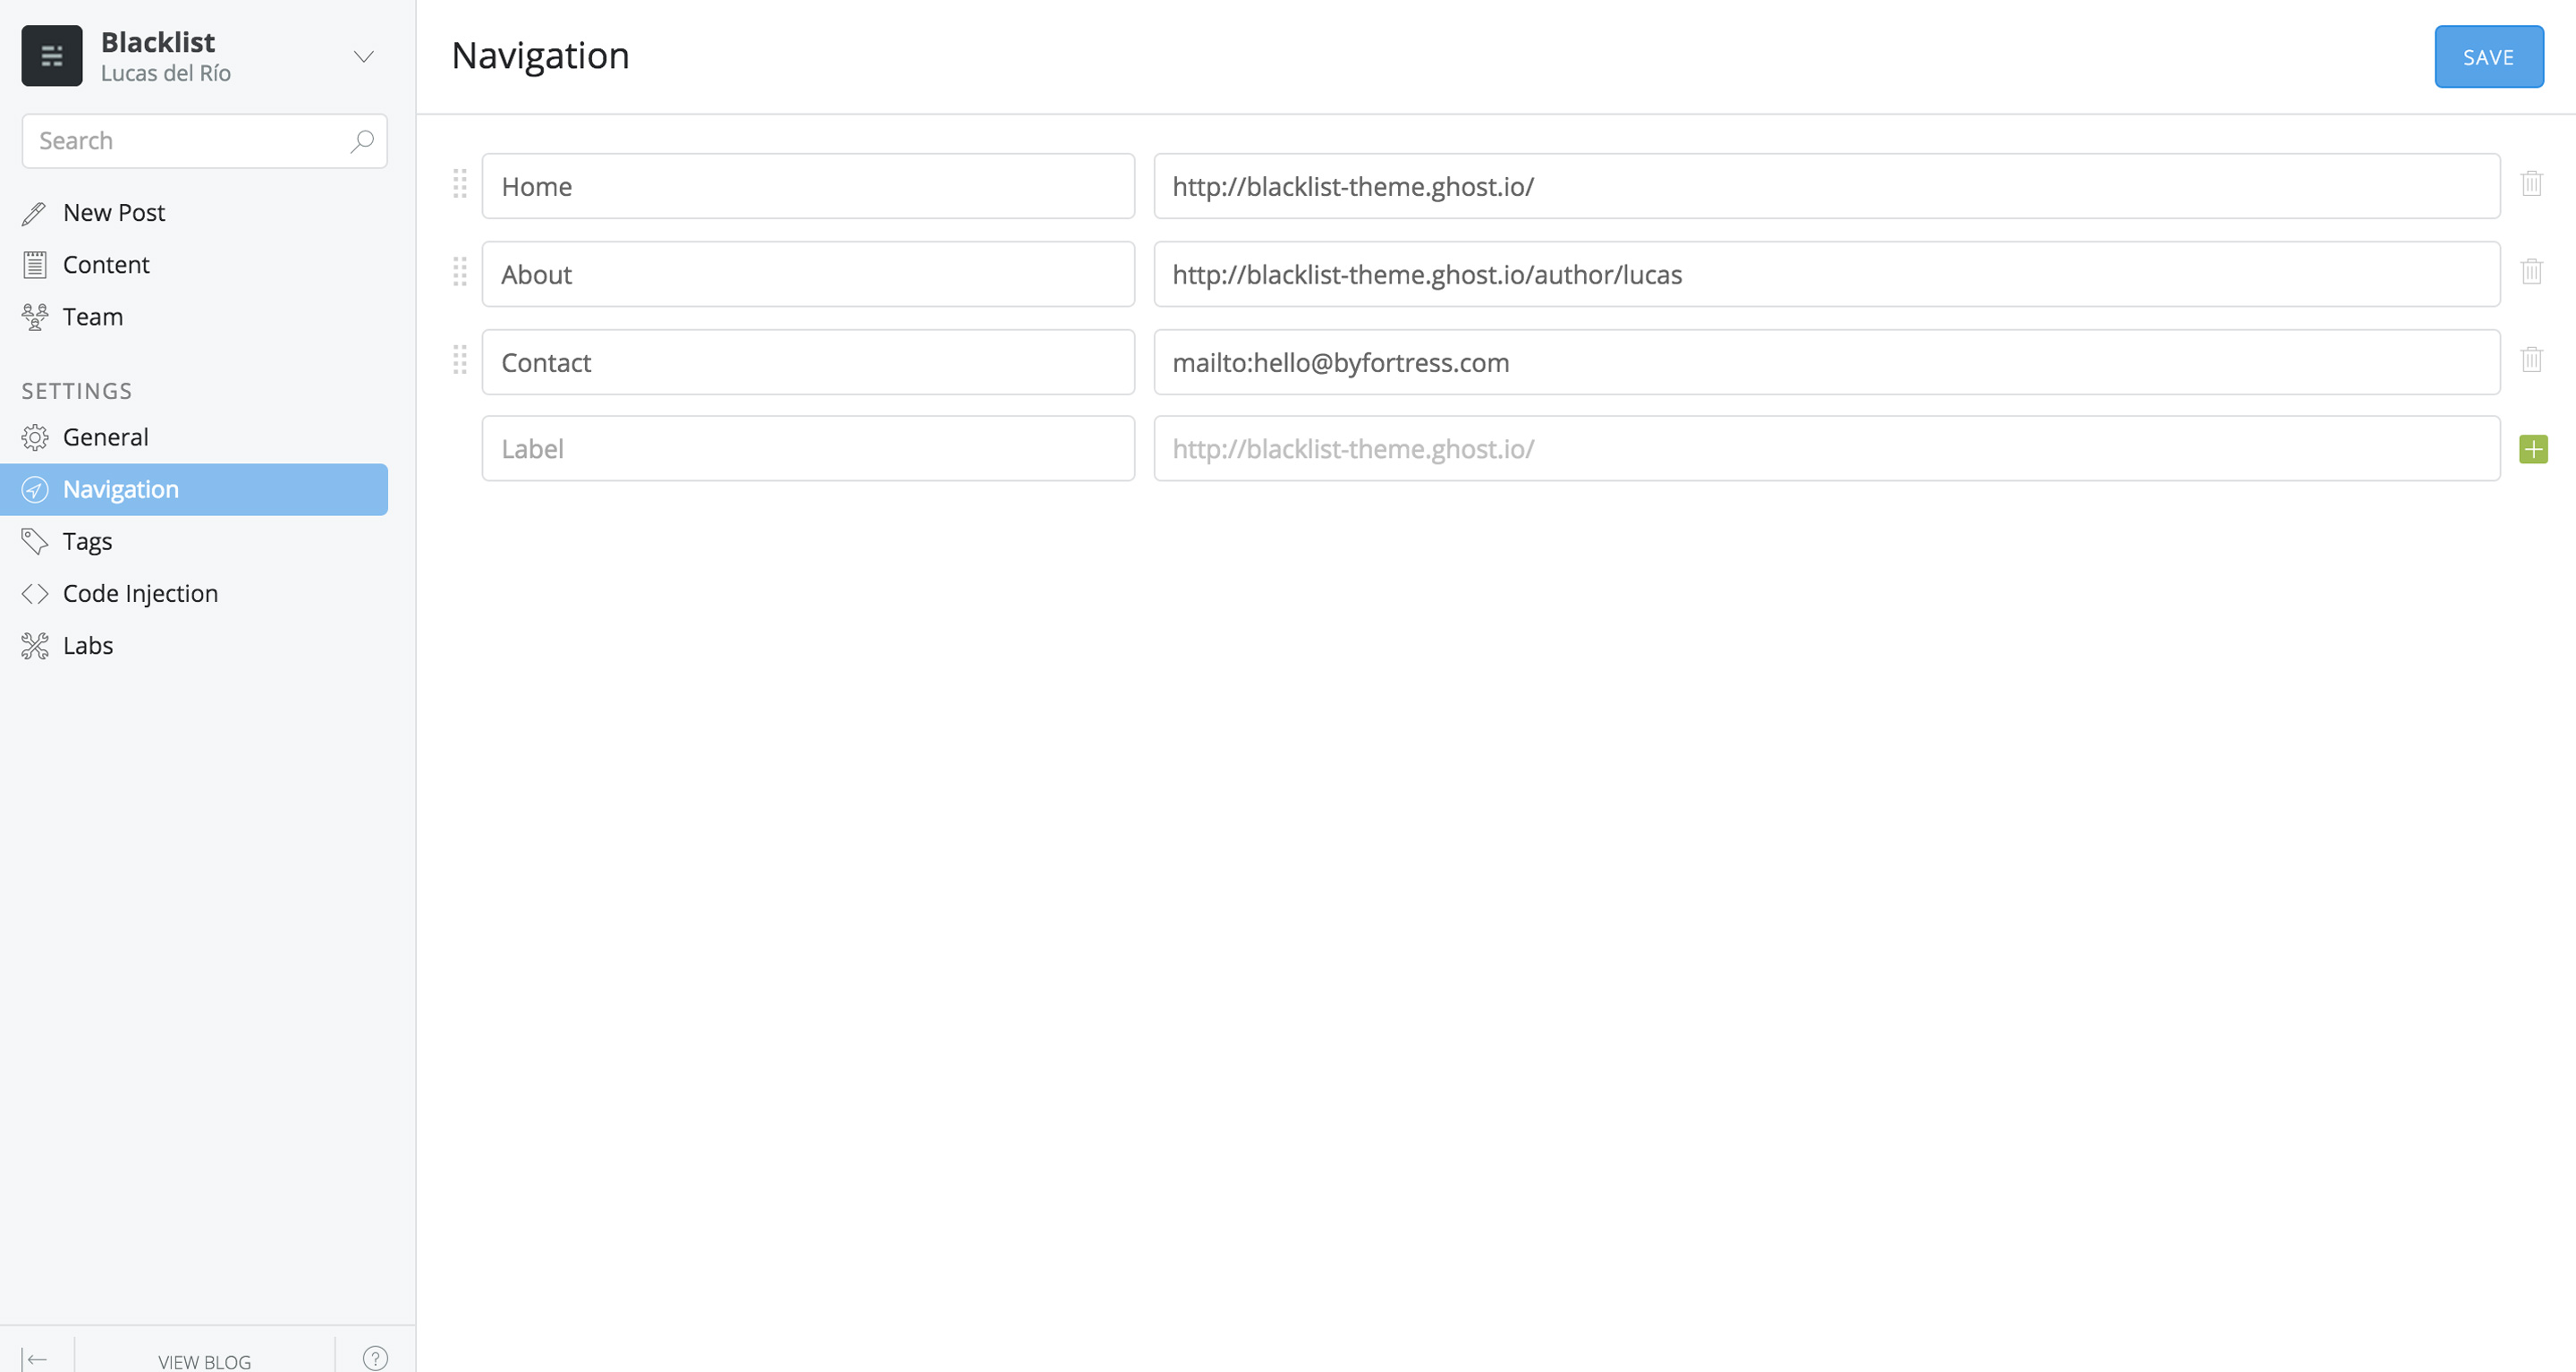 Blacklist
Lucas del Río
Search
New Post
Content
Team
SETTINGS
General
Navigation
Tags
Code Injection
Labs
VIEW BLOG
?
Navigation
SAVE
Home http://blacklist-theme.ghost.io/
About http://blacklist-theme.ghost.io/author/lucas
Contact mailto:hello@byfortress.com
Label http://blacklist-theme.ghost.io/